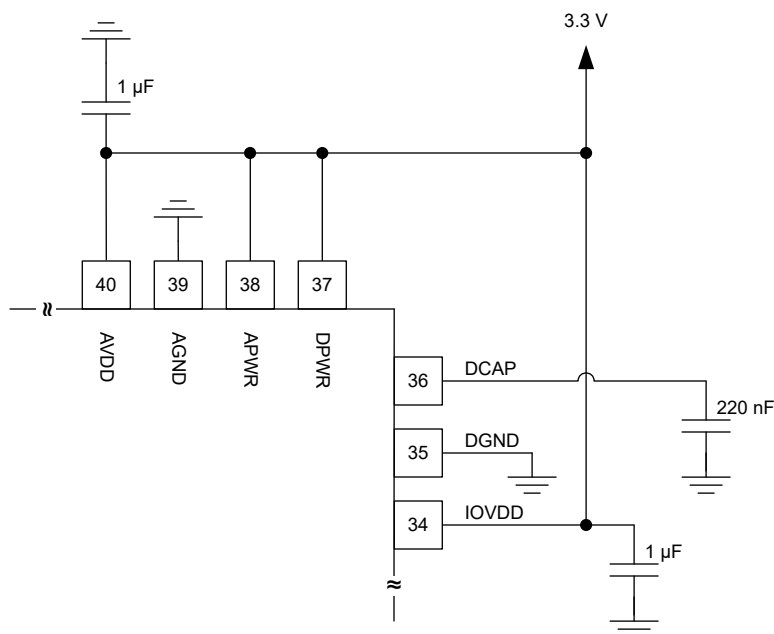 3.3 V
1 µF
40
39
38
37
AVDD
AGND
APWR
DPWR
36
DCAP
220 nF
35
DGND
34
IOVDD
1 µF